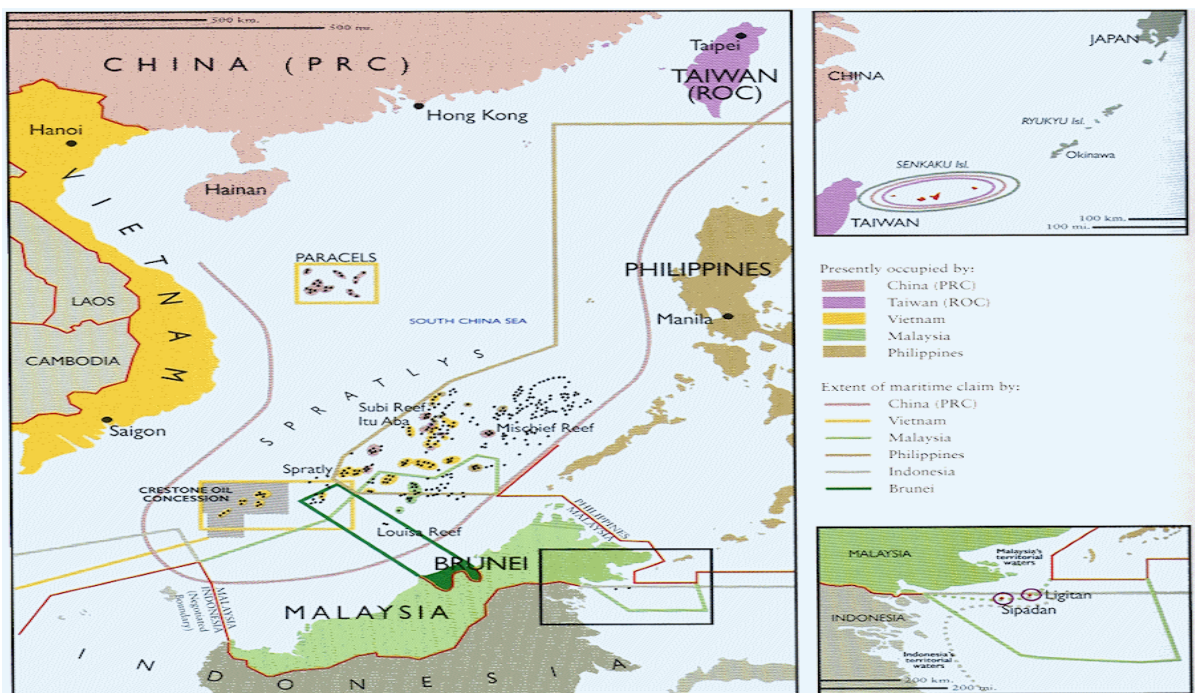 500 km.
500 mi.
CHINA (PRC)
Taipei
TAIWAN
(ROC)
Hong Kong
Hanoi
Hainan
VIETNAM
PARACELS
LAOS
SOUTH CHINA SEA
PHILIPPINES
Manila
CAMBODIA
SPRATLYS
Subi Reef
Itu Aba
Mischief Reef
Saigon
Spratly
CRESTONE OIL
CONCESSION
Louisa Reef
PHILIPPINES
MALAYSIA
BRUNEI
MALAYSIA
MALAYSIA
INDONESIA
(Negotiated
Boundary)
INDONESIA
JAPAN
CHINA
RYUKYU Isl.
Okinawa
SENKAKU Isl.
TAIWAN
100 km.
100 mi.
Presently occupied by:
China (PRC)
Taiwan (ROC)
Vietnam
Malaysia
Philippines
Extent of maritime claim by:
China (PRC)
Vietnam
Malaysia
Philippines
Indonesia
Brunei
MALAYSIA
Malaysia's
territorial
waters
Ligitan
Sipadan
INDONESIA
Indonesia's
territorial
waters
200 km.
200 mi.